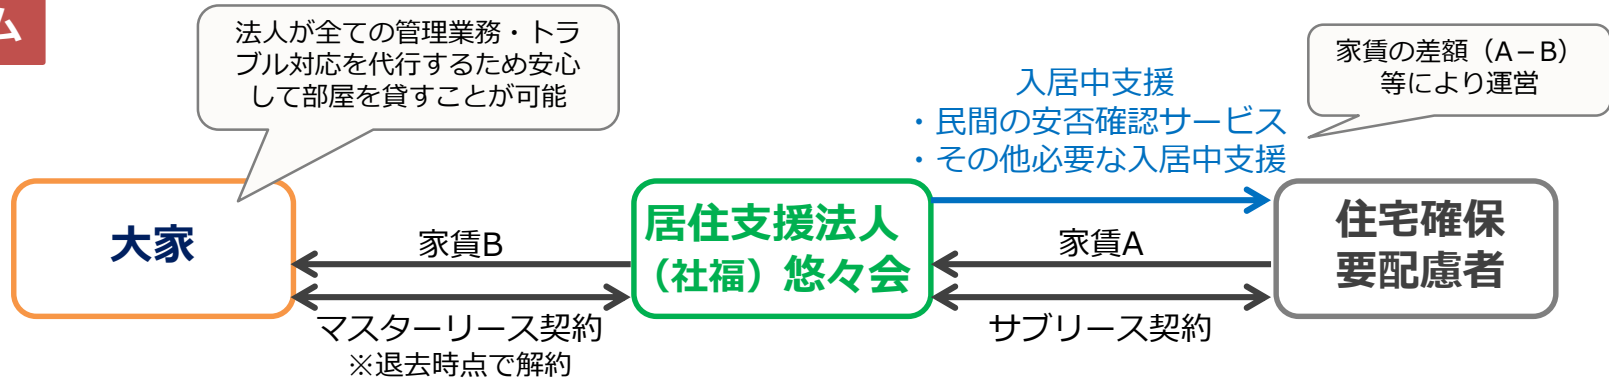 ム
法人が全ての管理業務・トラ
ブル対応を代行するため安心
して部屋を貸すことが可能
家賃の差額（A－B）
等により運営
入居中支援
・民間の安否確認サービス
・その他必要な入居中支援
大家
家賃B
居住支援法人
（社福）悠々会
家賃A
住宅確保
要配慮者
マスターリース契約
※退去時点で解約
サブリース契約